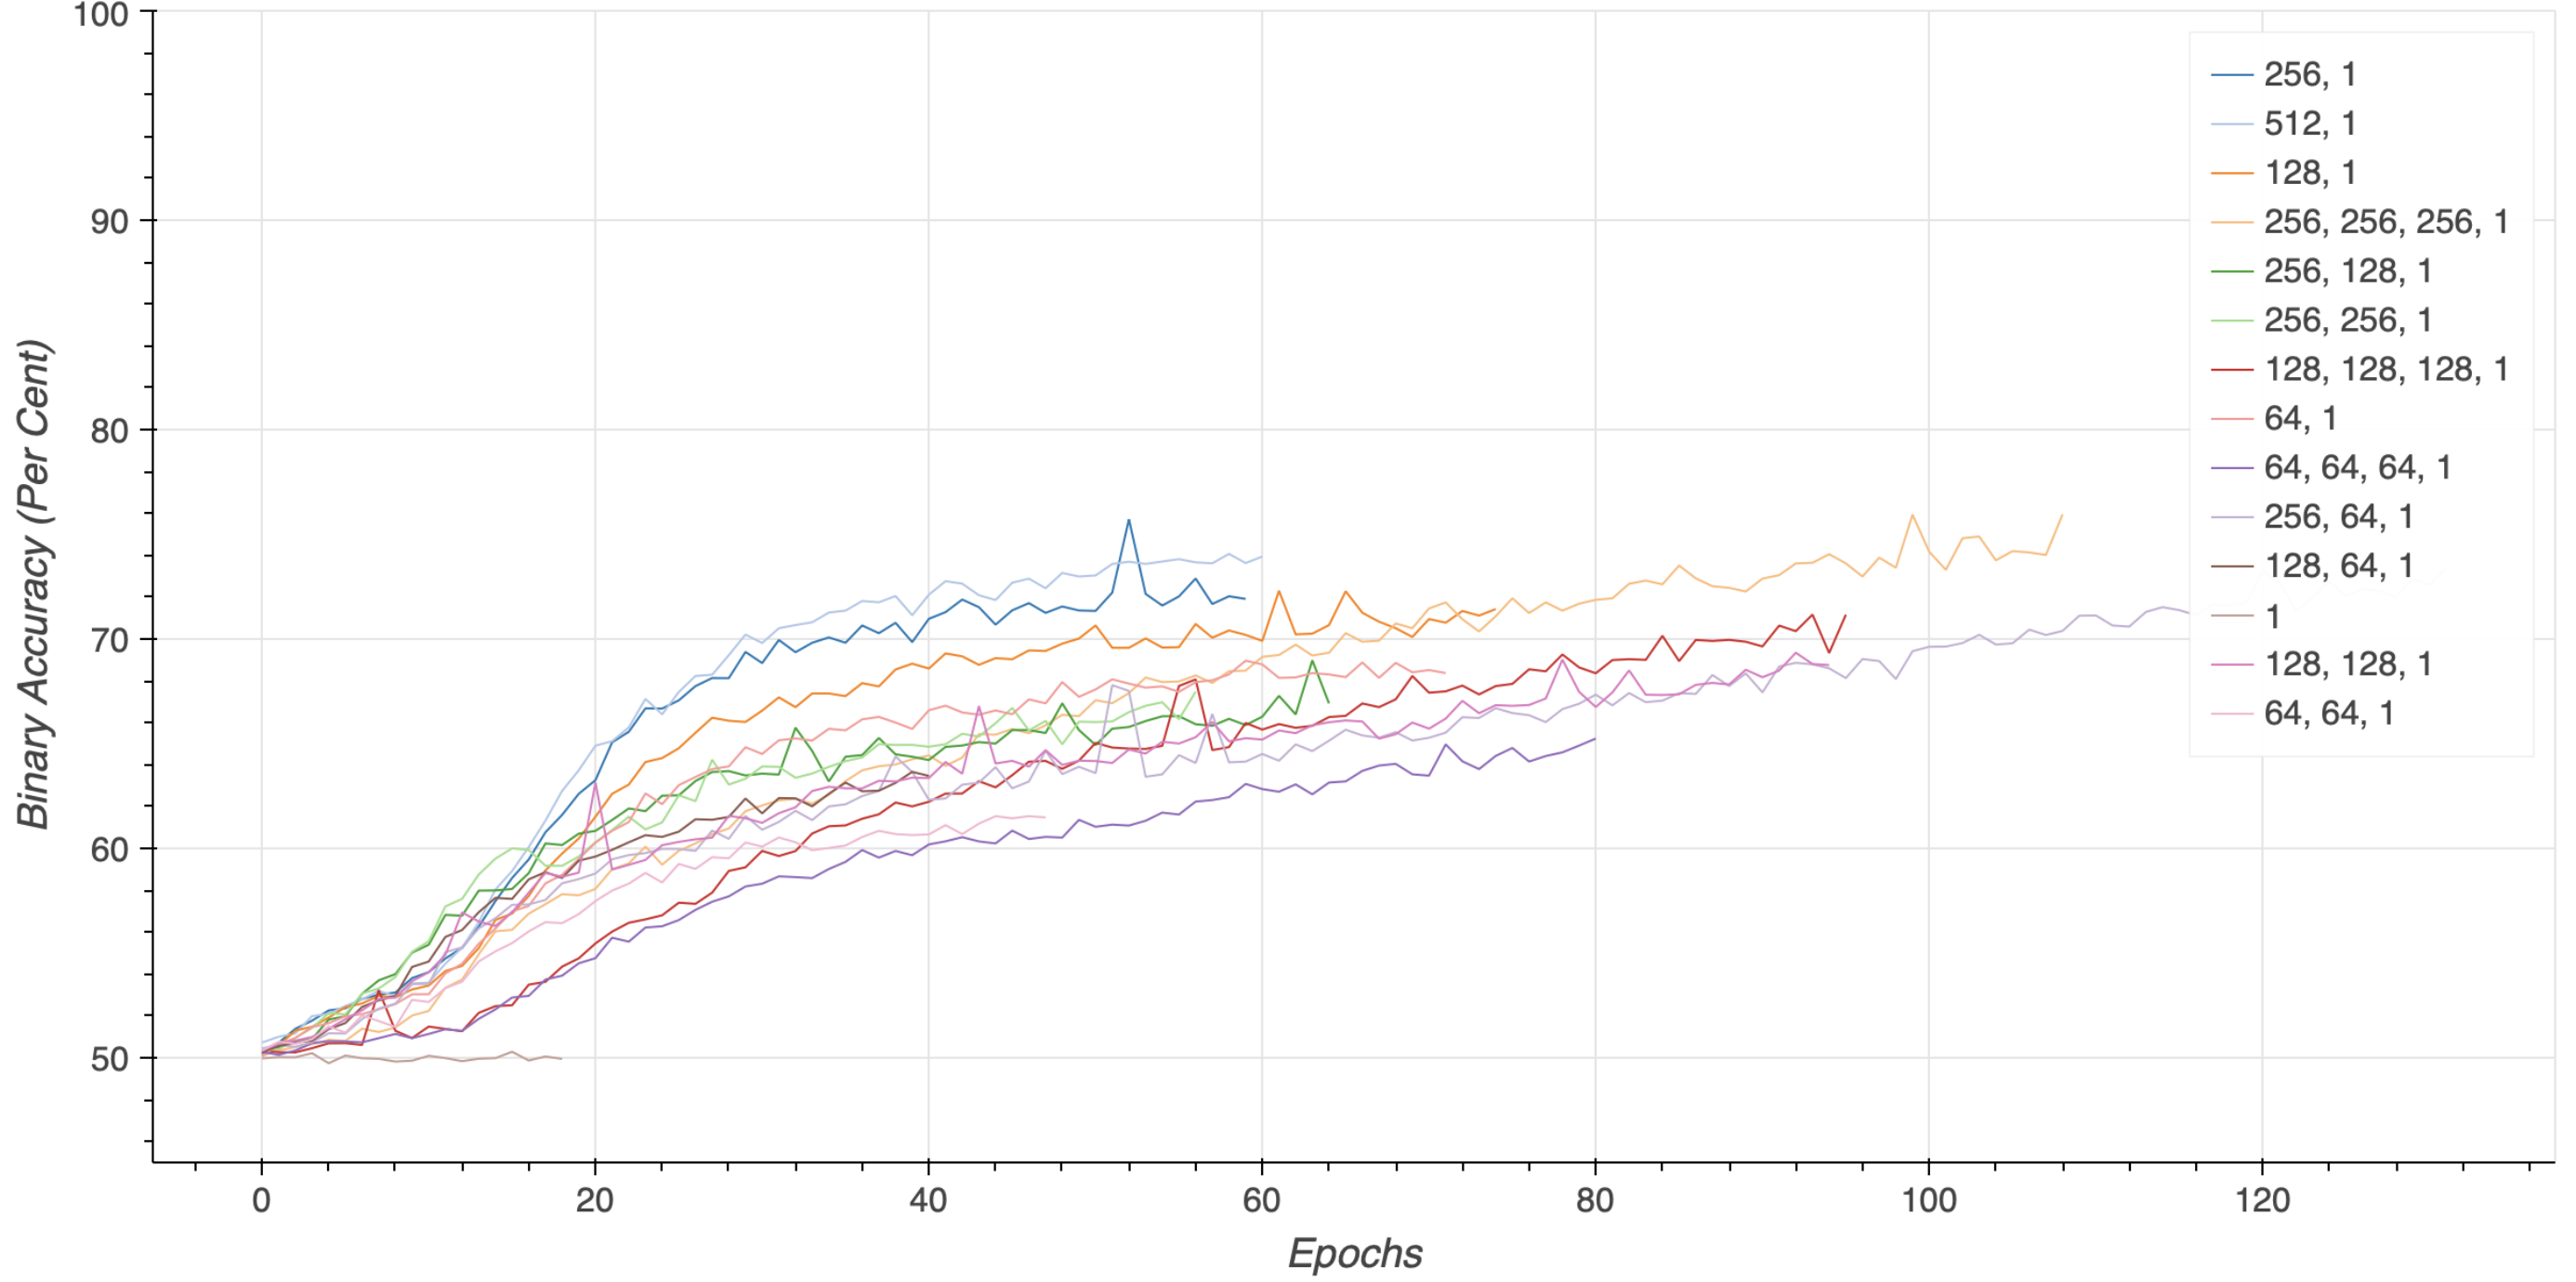 100
90
80
70
60
50
Binary Accuracy (Per Cent)
0 20 40 60 80 100 120
Epochs
256, 1
512, 1
128, 1
256, 256, 256, 1
256, 128, 1
256, 256, 1
128, 128, 128, 1
64, 1
64, 64, 64, 1
256, 64, 1
128, 64, 1
1
128, 128, 1
64, 64, 1